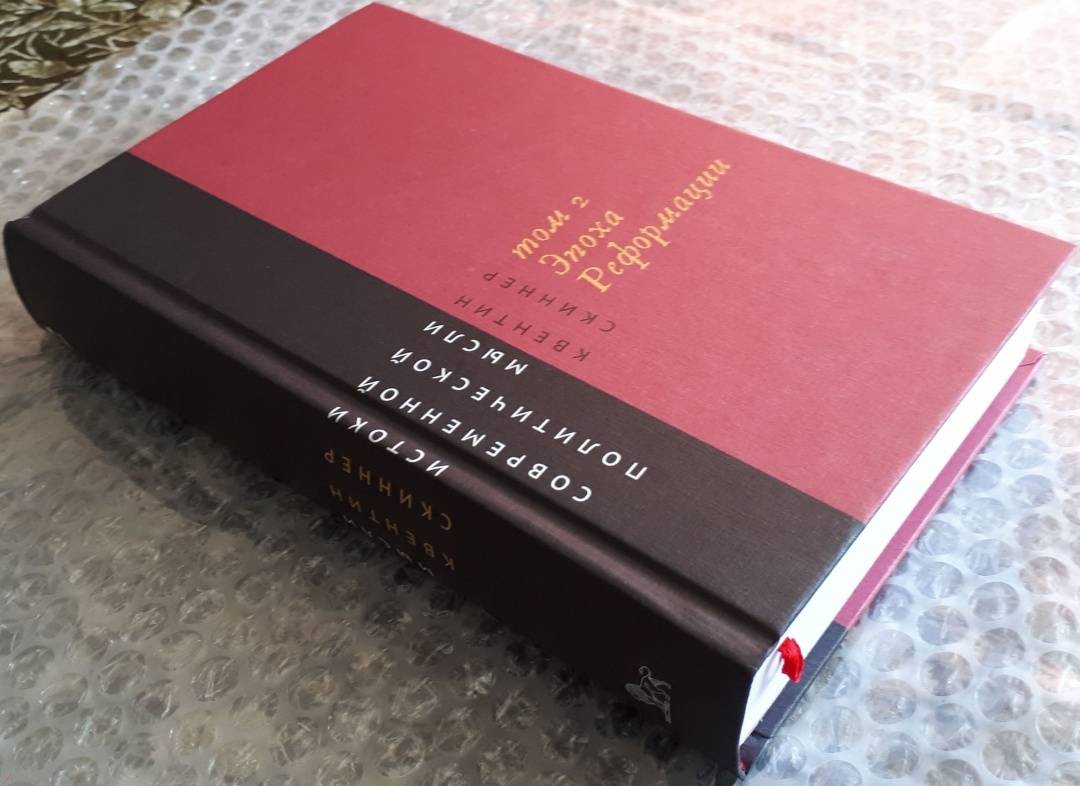 том 2
Эпоха
Реформации
КВЕНТИН
СКИННЕР
ИСТОКИ
СОВРЕМЕННОЙ
ПОЛИТИЧЕСКОЙ
МЫСЛИ
КВЕНТИН
СКИННЕР